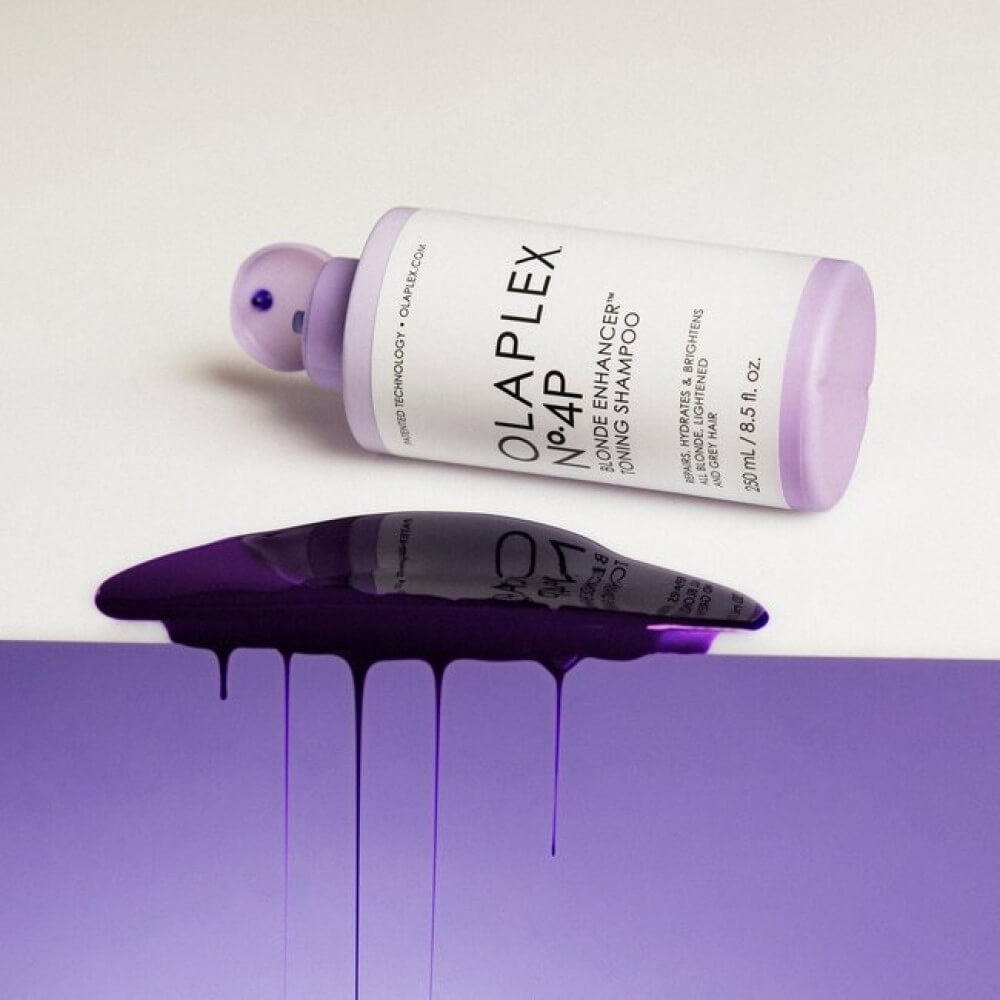 PATENTED TECHNOLOGY • OLAPLEX.COM
OLAPLEX
Nº.4P
BLONDE ENHANCER™
TONING SHAMPOO
REPAIRS, HYDRATES & BRIGHTENS
ALL BLONDE, LIGHTENED
AND GREY HAIR
250 mL / 8.5 fl. oz.